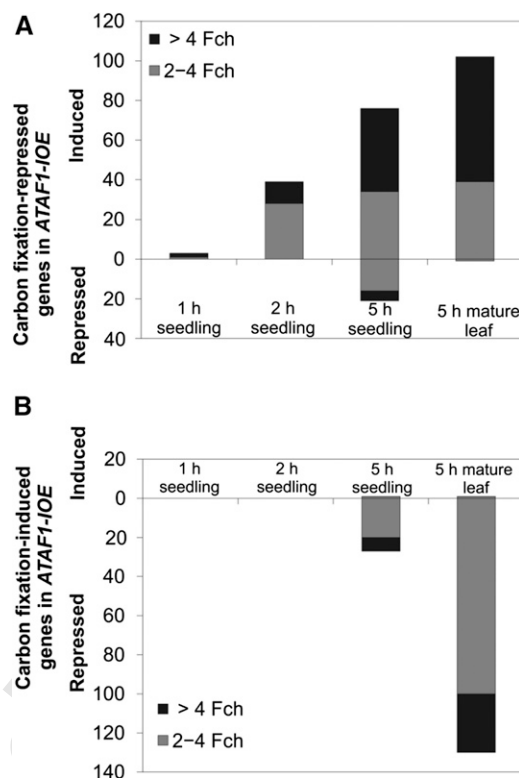 A
Carbon fixation-repressed
genes in ATAF1-IOE
Repressed Induced
120
100
80
60
40
20
0
20
40
> 4 Fch
2–4 Fch
1 h
seedling
2 h
seedling
5 h
seedling
5 h mature
leaf
B
Carbon fixation-induced
genes in ATAF1-IOE
Repressed Induced
20
0
20
40
60
80
100
120
140
1 h
seedling
2 h
seedling
5 h
seedling
5 h mature
leaf
> 4 Fch
2–4 Fch